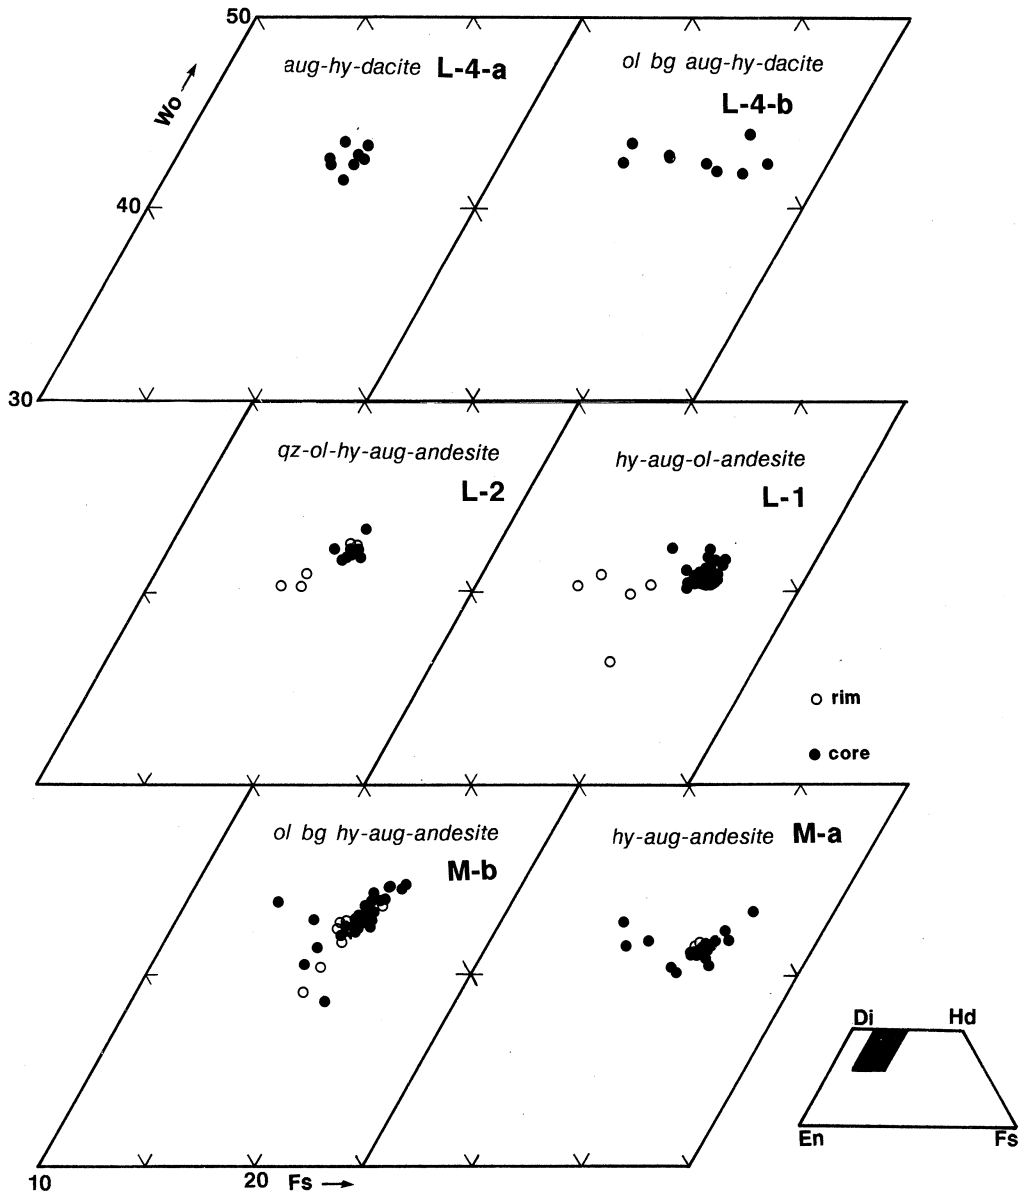 50
aug-hy-dacite L-4-a
ol bg aug-hy-dacite
L-4-b
Wo →
40
30
qz-ol-hy-aug-andesite
L-2
hy-aug-ol-andesite
L-1
rim
core
ol bg hy-aug-andesite
M-b
hy-aug-andesite M-a
Di Hd
En Fs
10 20 Fs →